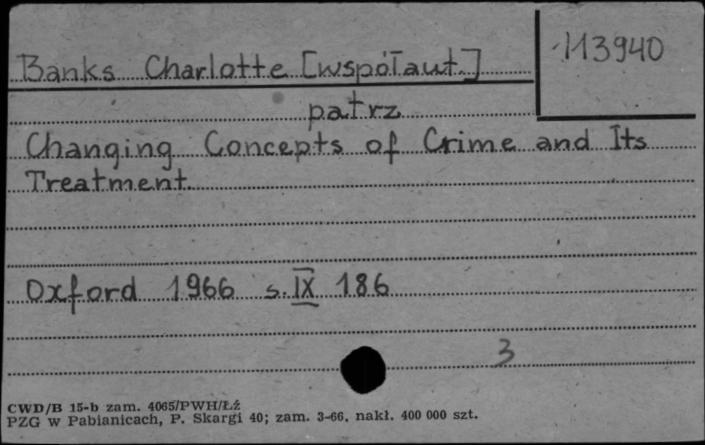 Banks Charlotte [współaut.]
113940
patrz
Changing Concepts of Crime and Its
Treatment.
Oxford 1966 s. IX 186
3
CWD/B 15-b zam. 4065/PWH/Łź
PZG w Pabianicach, P. Skargi 40; zam. 3-66, nakł. 400 000 szt.